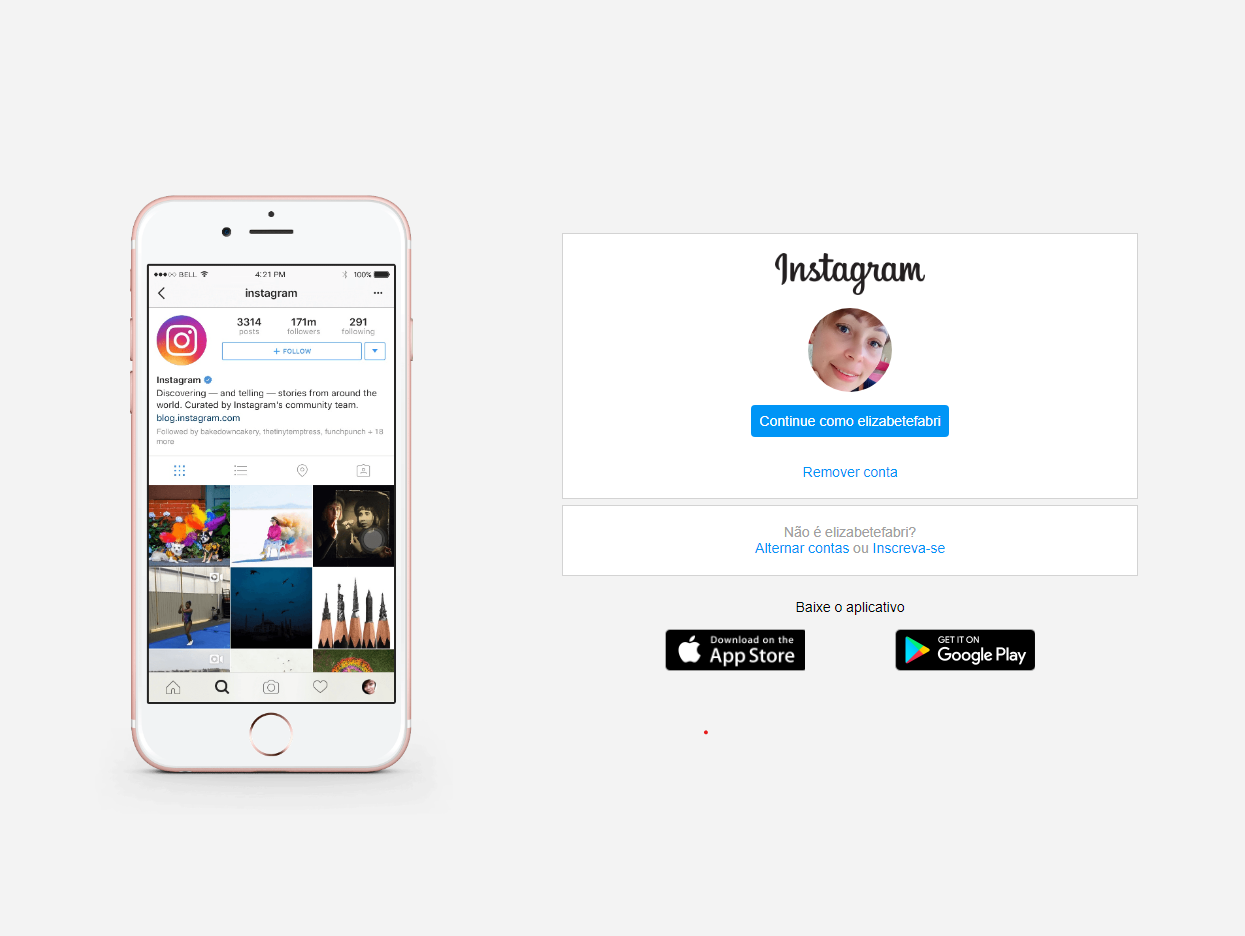 BELL
4:21 PM
100%
instagram
3314
171m
291
posts
followers
following
+ FOLLOW
Instagram
Discovering — and telling — stories from around the
world. Curated by Instagram's community team.
blog.instagram.com
Followed by bakedowncakery, thetinytemptress, funchpunch + 18
more
Instagram
Continue como elizabetefabri
Remover conta
Não é elizabetefabri?
Alternar contas ou Inscreva-se
Baixe o aplicativo
Download on the
App Store
GET IT ON
Google Play